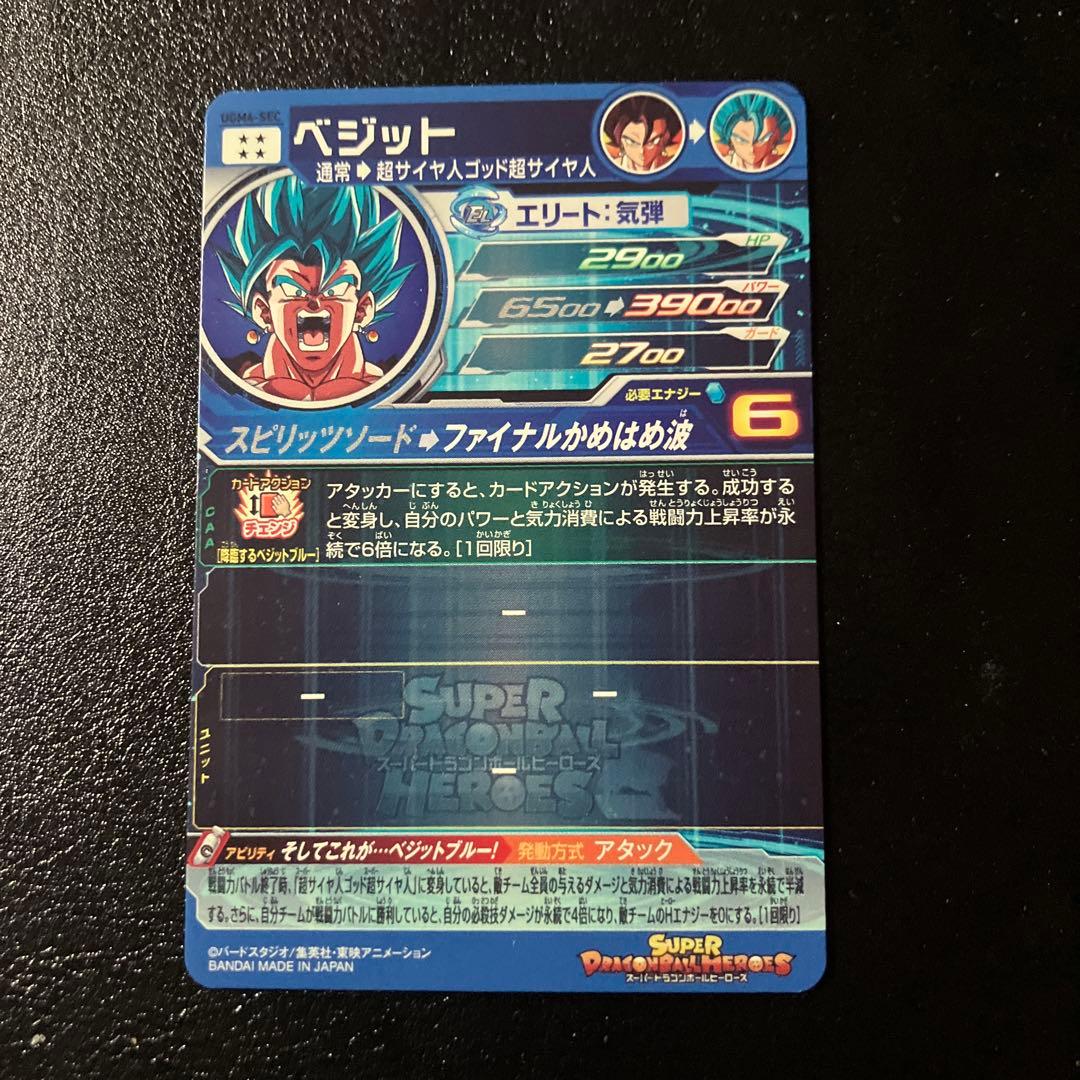 UGM4-SEC
ベジット
通常➡超サイヤ人ゴッド超サイヤ人
EL エリート:気弾
HP
2900
パワー
6500➡39000
ガード
2700
必要エナジー 6
スピリッツソード➡ファイナルかめはめ波
CAA
カードアクション
チェンジ
[降臨するベジットブルー]
アタッカーにすると、カードアクションが発生する。成功する
と変身し、自分のパワーと気力消費による戦闘力上昇率が永
続で6倍になる。[1回限り]
ー
ユニット
ー ー
ー
SUPER
DRAGONBALL
スーパードラゴンボールヒーローズ
HEROES
アビリティ そしてこれが…ベジットブルー! 発動方式 アタック
戦闘力バトル終了時、「超サイヤ人ゴッド超サイヤ人」に変身していると、敵チーム全員の与えるダメージと気力消費による戦闘力上昇率を永続で半減
する。さらに、自分チームが戦闘力バトルに勝利していると、自分の必殺技ダメージが永続で4倍になり、敵チームのHエナジーを0にする。[1回限り]
©バードスタジオ/集英社・東映アニメーション
BANDAI MADE IN JAPAN
SUPER
DRAGONBALL HEROES
スーパードラゴンボールヒーローズ